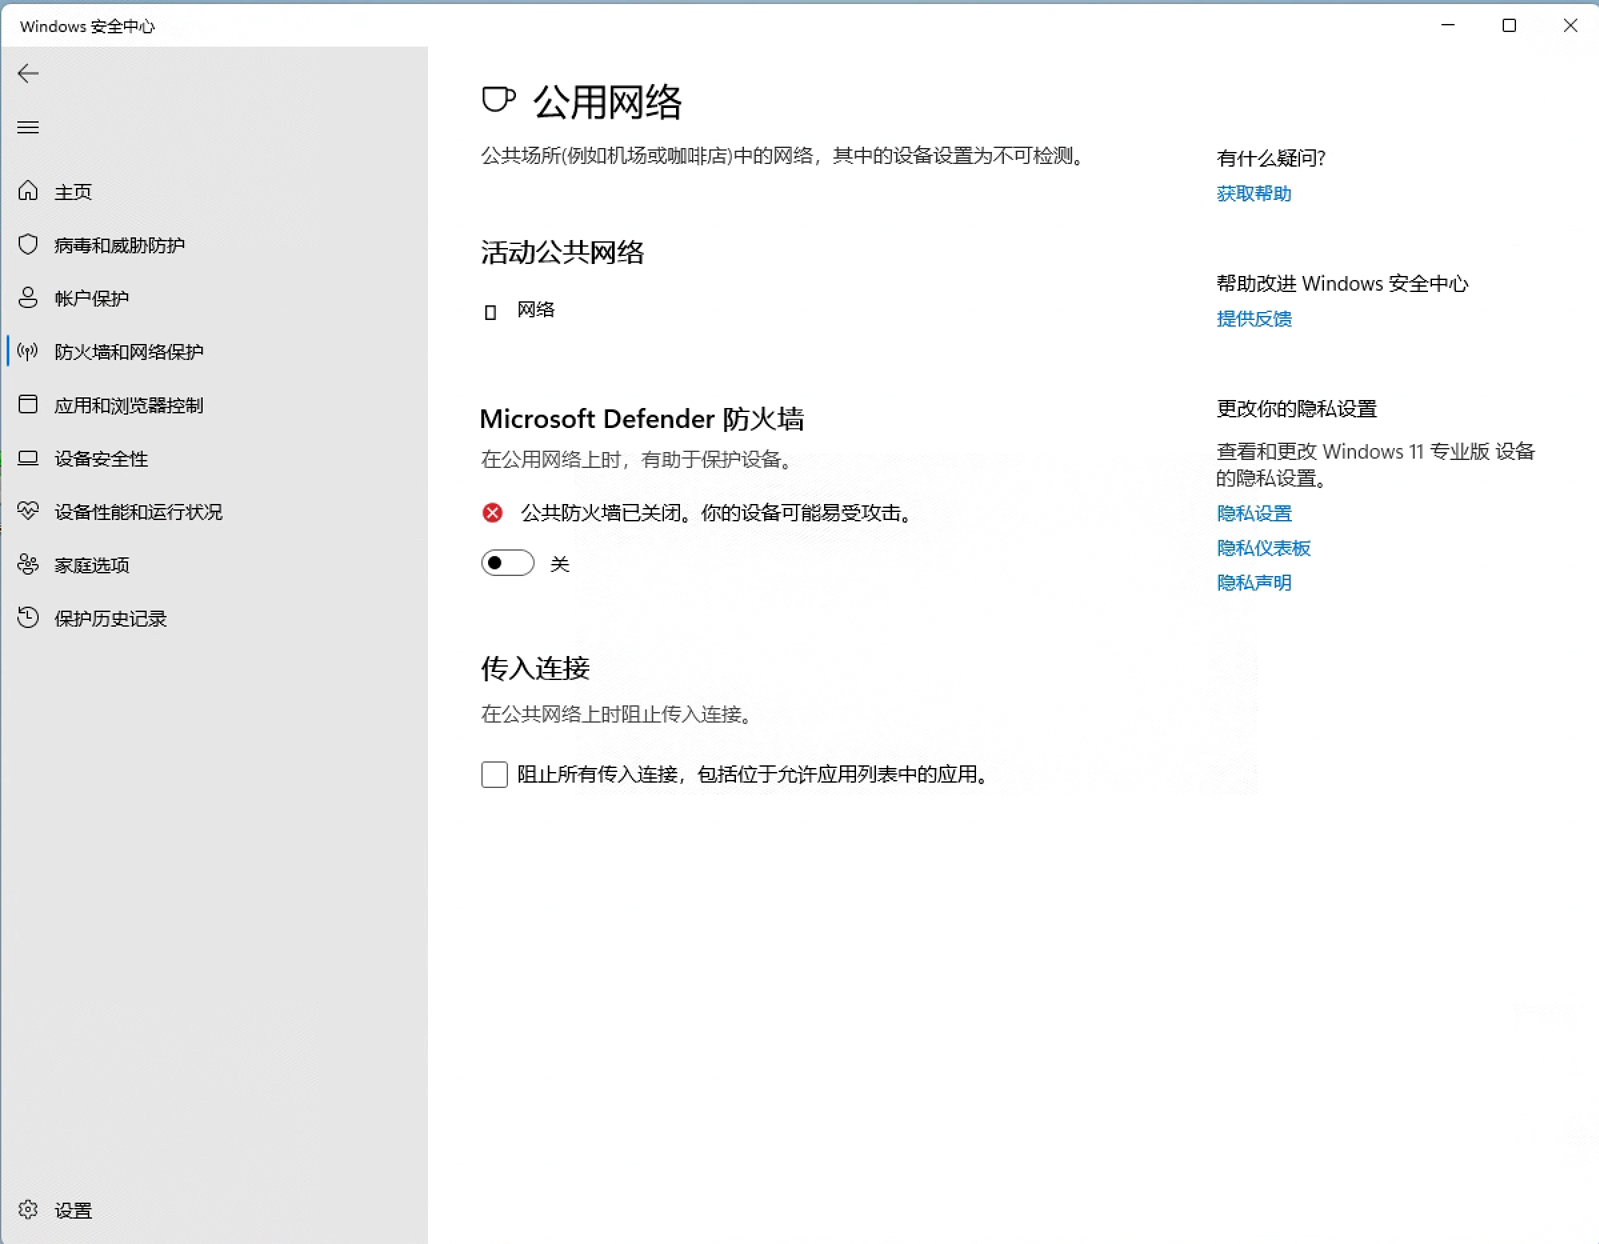 Windows 安全中心
主页
病毒和威胁防护
帐户保护
防火墙和网络保护
应用和浏览器控制
设备安全性
设备性能和运行状况
家庭选项
保护历史记录
设置
公用网络
公共场所(例如机场或咖啡店)中的网络，其中的设备设置为不可检测。
活动公共网络
网络
Microsoft Defender 防火墙
在公用网络上时，有助于保护设备。
公共防火墙已关闭。你的设备可能易受攻击。
关
传入连接
在公共网络上时阻止传入连接。
阻止所有传入连接，包括位于允许应用列表中的应用。
有什么疑问?
获取帮助
帮助改进 Windows 安全中心
提供反馈
更改你的隐私设置
查看和更改 Windows 11 专业版 设备
的隐私设置。
隐私设置
隐私仪表板
隐私声明